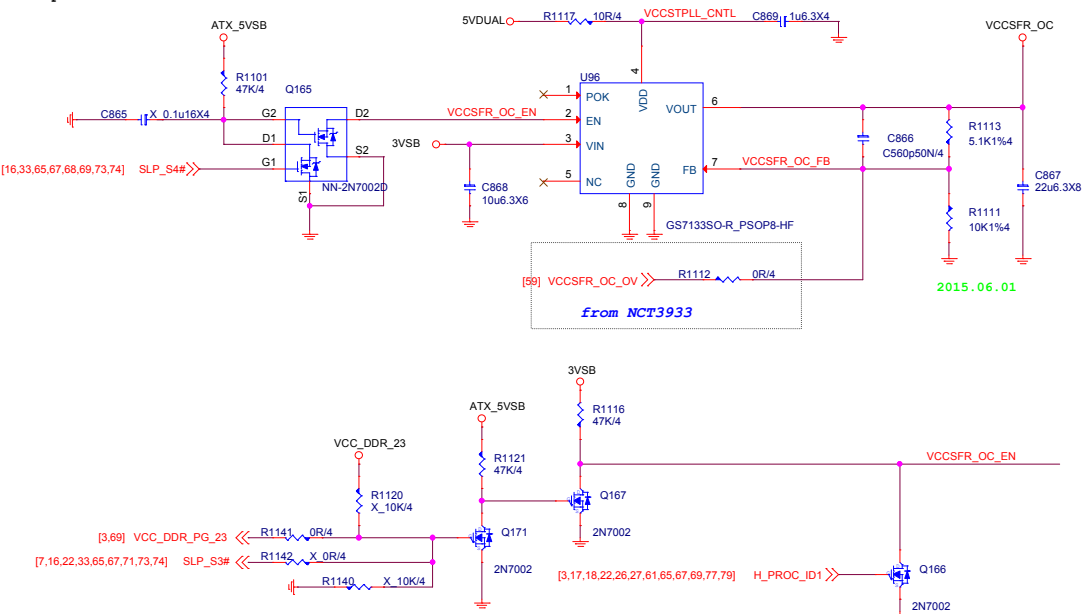 ATX_5VSB
R1101
47K/4
Q165
C865
X_0.1u16X4
G2
D2
D1
S2
G1
S1
[16,33,65,67,68,69,73,74] SLP_S4#
NN-2N7002D
VCCSFR_OC_EN
5VDUAL
R1117
10R/4
VCCSTPLL_CNTL
C869
1u6.3X4
3VSB
C868
10u6.3X6
U96
1
POK
2
EN
3
VIN
5
NC
4
VDD
VOUT
6
FB
7
GND
GND
8
9
GS7133SO-R_PSOP8-HF
VCCSFR_OC
VCCSFR_OC_FB
C866
C560p50N/4
R1113
5.1K1%4
R1111
10K1%4
C867
22u6.3X8
[59] VCCSFR_OC_OV
R1112
0R/4
from NCT3933
2015.06.01
3VSB
R1116
47K/4
ATX_5VSB
R1121
47K/4
VCC_DDR_23
R1120
X_10K/4
[3,69] VCC_DDR_PG_23
R1141
0R/4
[7,16,22,33,65,67,71,73,74] SLP_S3#
R1142
X_0R/4
R1140
X_10K/4
Q171
2N7002
Q167
2N7002
VCCSFR_OC_EN
[3,17,18,22,26,27,61,65,67,69,77,79] H_PROC_ID1
Q166
2N7002